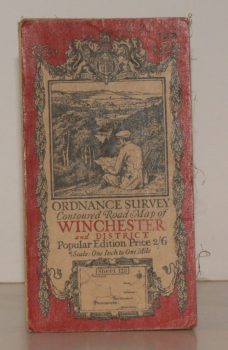 ORDNANCE SURVEY
Contoured Road Map of
WINCHESTER
and DISTRICT
Popular Edition Price 2/6
Scale: One Inch to One Mile
Sheet 123